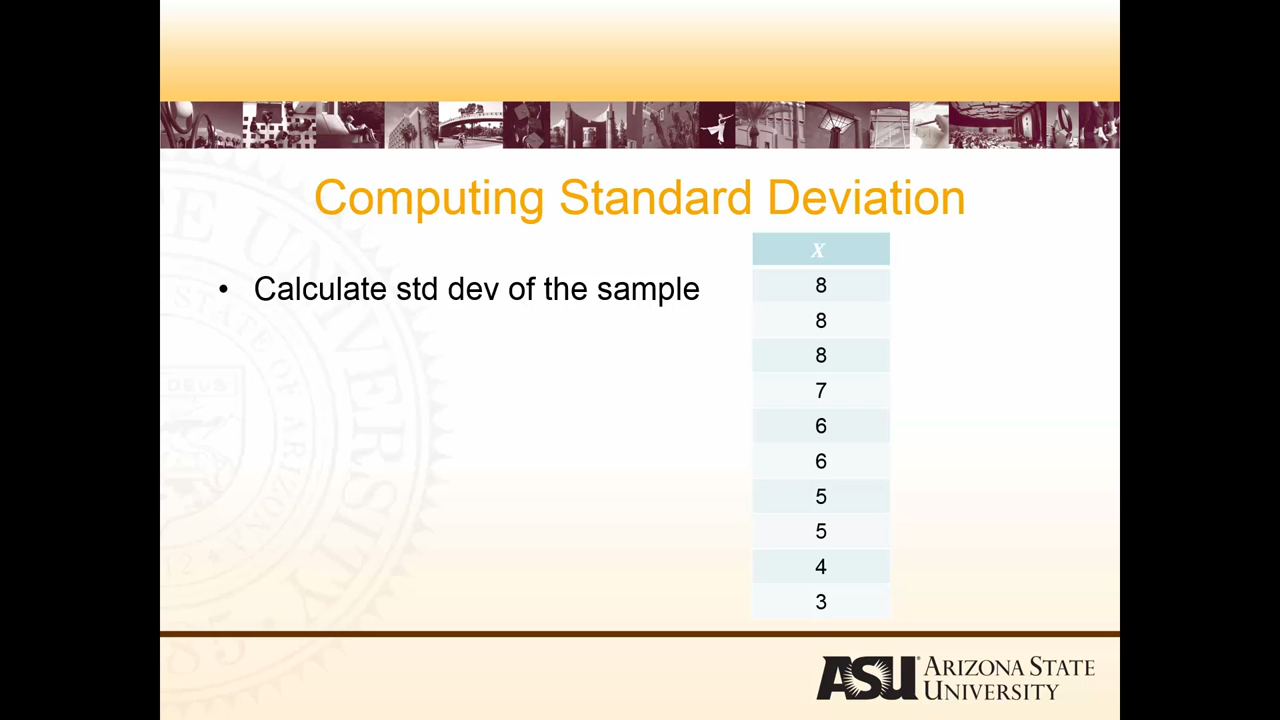 Computing Standard Deviation
• Calculate std dev of the sample
X
8
8
8
7
6
6
5
5
4
3
ASU ARIZONA STATE
UNIVERSITY